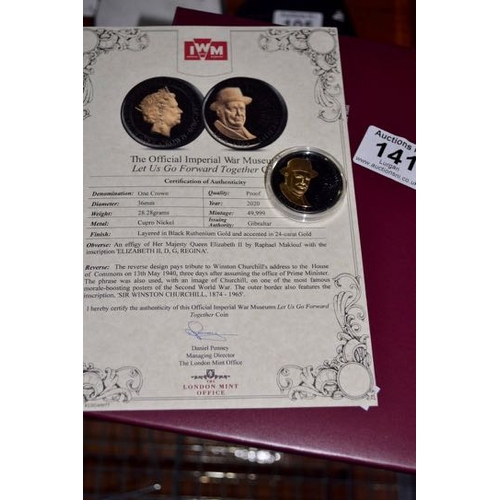 IWM
The Official Imperial War Museums
Let Us Go Forward Together
Certification of Authenticity
Denomination: One Crown Quality: Proof
Diameter: 36mm Year: 2020
Weight: 28.28grams Mintage: 49,999
Metal: Cupro Nickel Issuing Authority Gibraltar
Finish: Layered in Black Ruthenium Gold and accented in 24-carat Gold
Obverse: An effigy of Her Majesty Queen Elizabeth II by Raphael Maklouf with the
inscription 'ELIZABETH II, D, G, REGINA'.
Reverse: The reverse design pays tribute to Winston Churchill's address to the House
of Commons on 13th May 1940, three days after assuming the office of Prime Minister.
The phrase was also used, with an image of Churchill, on one of the most famous
morale-boosting posters of the Second World War. The outer border also features the
inscription, 'SIR WINSTON CHURCHILL, 1874 - 1965'.
I hereby certify the authenticity of this Official Imperial War Museums Let Us Go Forward
Together Coin
Daniel Penney
Managing Director
The London Mint Office
THE
LONDON MINT
OFFICE
Auctions
Lurgan
141